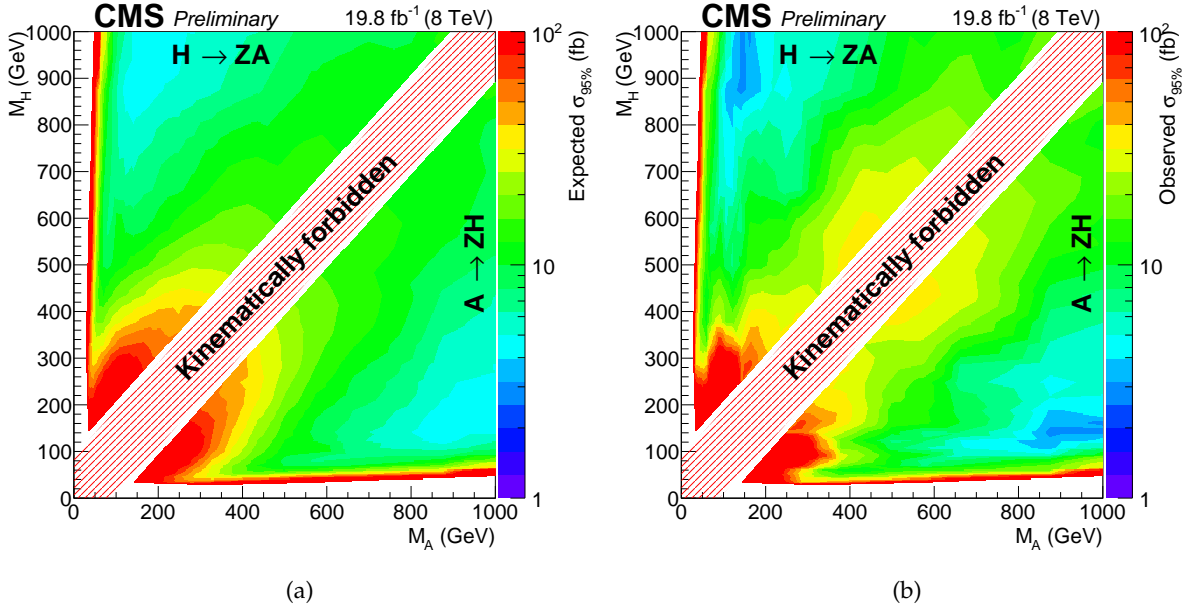 CMS Preliminary 19.8 fb⁻¹ (8 TeV)
H → ZA
Kinematically forbidden
A → ZH
M_H (GeV)
1000
900
800
700
600
500
400
300
200
100
0
0 200 400 600 800 1000
M_A (GeV)
10²
10
1
Expected σ_95% (fb)
(a)
CMS Preliminary 19.8 fb⁻¹ (8 TeV)
H → ZA
Kinematically forbidden
A → ZH
M_H (GeV)
1000
900
800
700
600
500
400
300
200
100
0
0 200 400 600 800 1000
M_A (GeV)
10²
10
1
Observed σ_95% (fb)
(b)